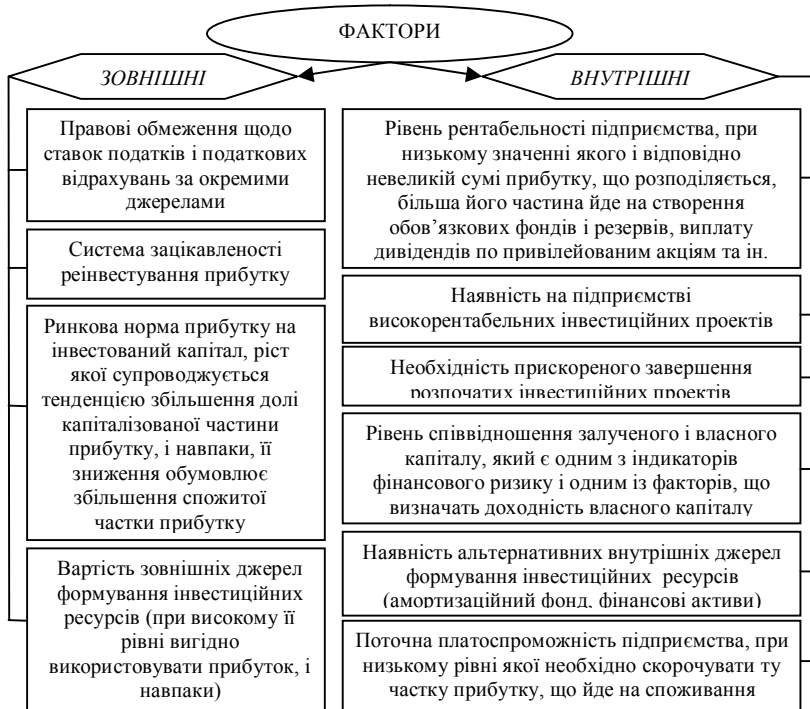 ФАКТОРИ
ЗОВНІШНІ
Правові обмеження щодо
ставок податків і податкових
відрахувань за окремими
джерелами
Система зацікавленості
реінвестування прибутку
Ринкова норма прибутку на
інвестований капітал, ріст
якої супроводжується
тенденцією збільшення долі
капіталізованої частини
прибутку, і навпаки, її
зниження обумовлює
збільшення спожитої
частки прибутку
Вартість зовнішніх джерел
формування інвестиційних
ресурсів (при високому її
рівні вигідно
використовувати прибуток, і
навпаки)
ВНУТРІШНІ
Рівень рентабельності підприємства, при
низькому значенні якого і відповідно
невеликій сумі прибутку, що розподіляється,
більша його частина йде на створення
обов’язкових фондів і резервів, виплату
дивідендів по привілейованим акціям та ін.
Наявність на підприємстві
високорентабельних інвестиційних проектів
Необхідність прискореного завершення
розпочатих інвестиційних проектів
Рівень співвідношення залученого і власного
капіталу, який є одним з індикаторів
фінансового ризику і одним із факторів, що
визначать доходність власного капіталу
Наявність альтернативних внутрішніх джерел
формування інвестиційних ресурсів
(амортизаційний фонд, фінансові активи)
Поточна платоспроможність підприємства, при
низькому рівні якої необхідно скорочувати ту
частку прибутку, що йде на споживання